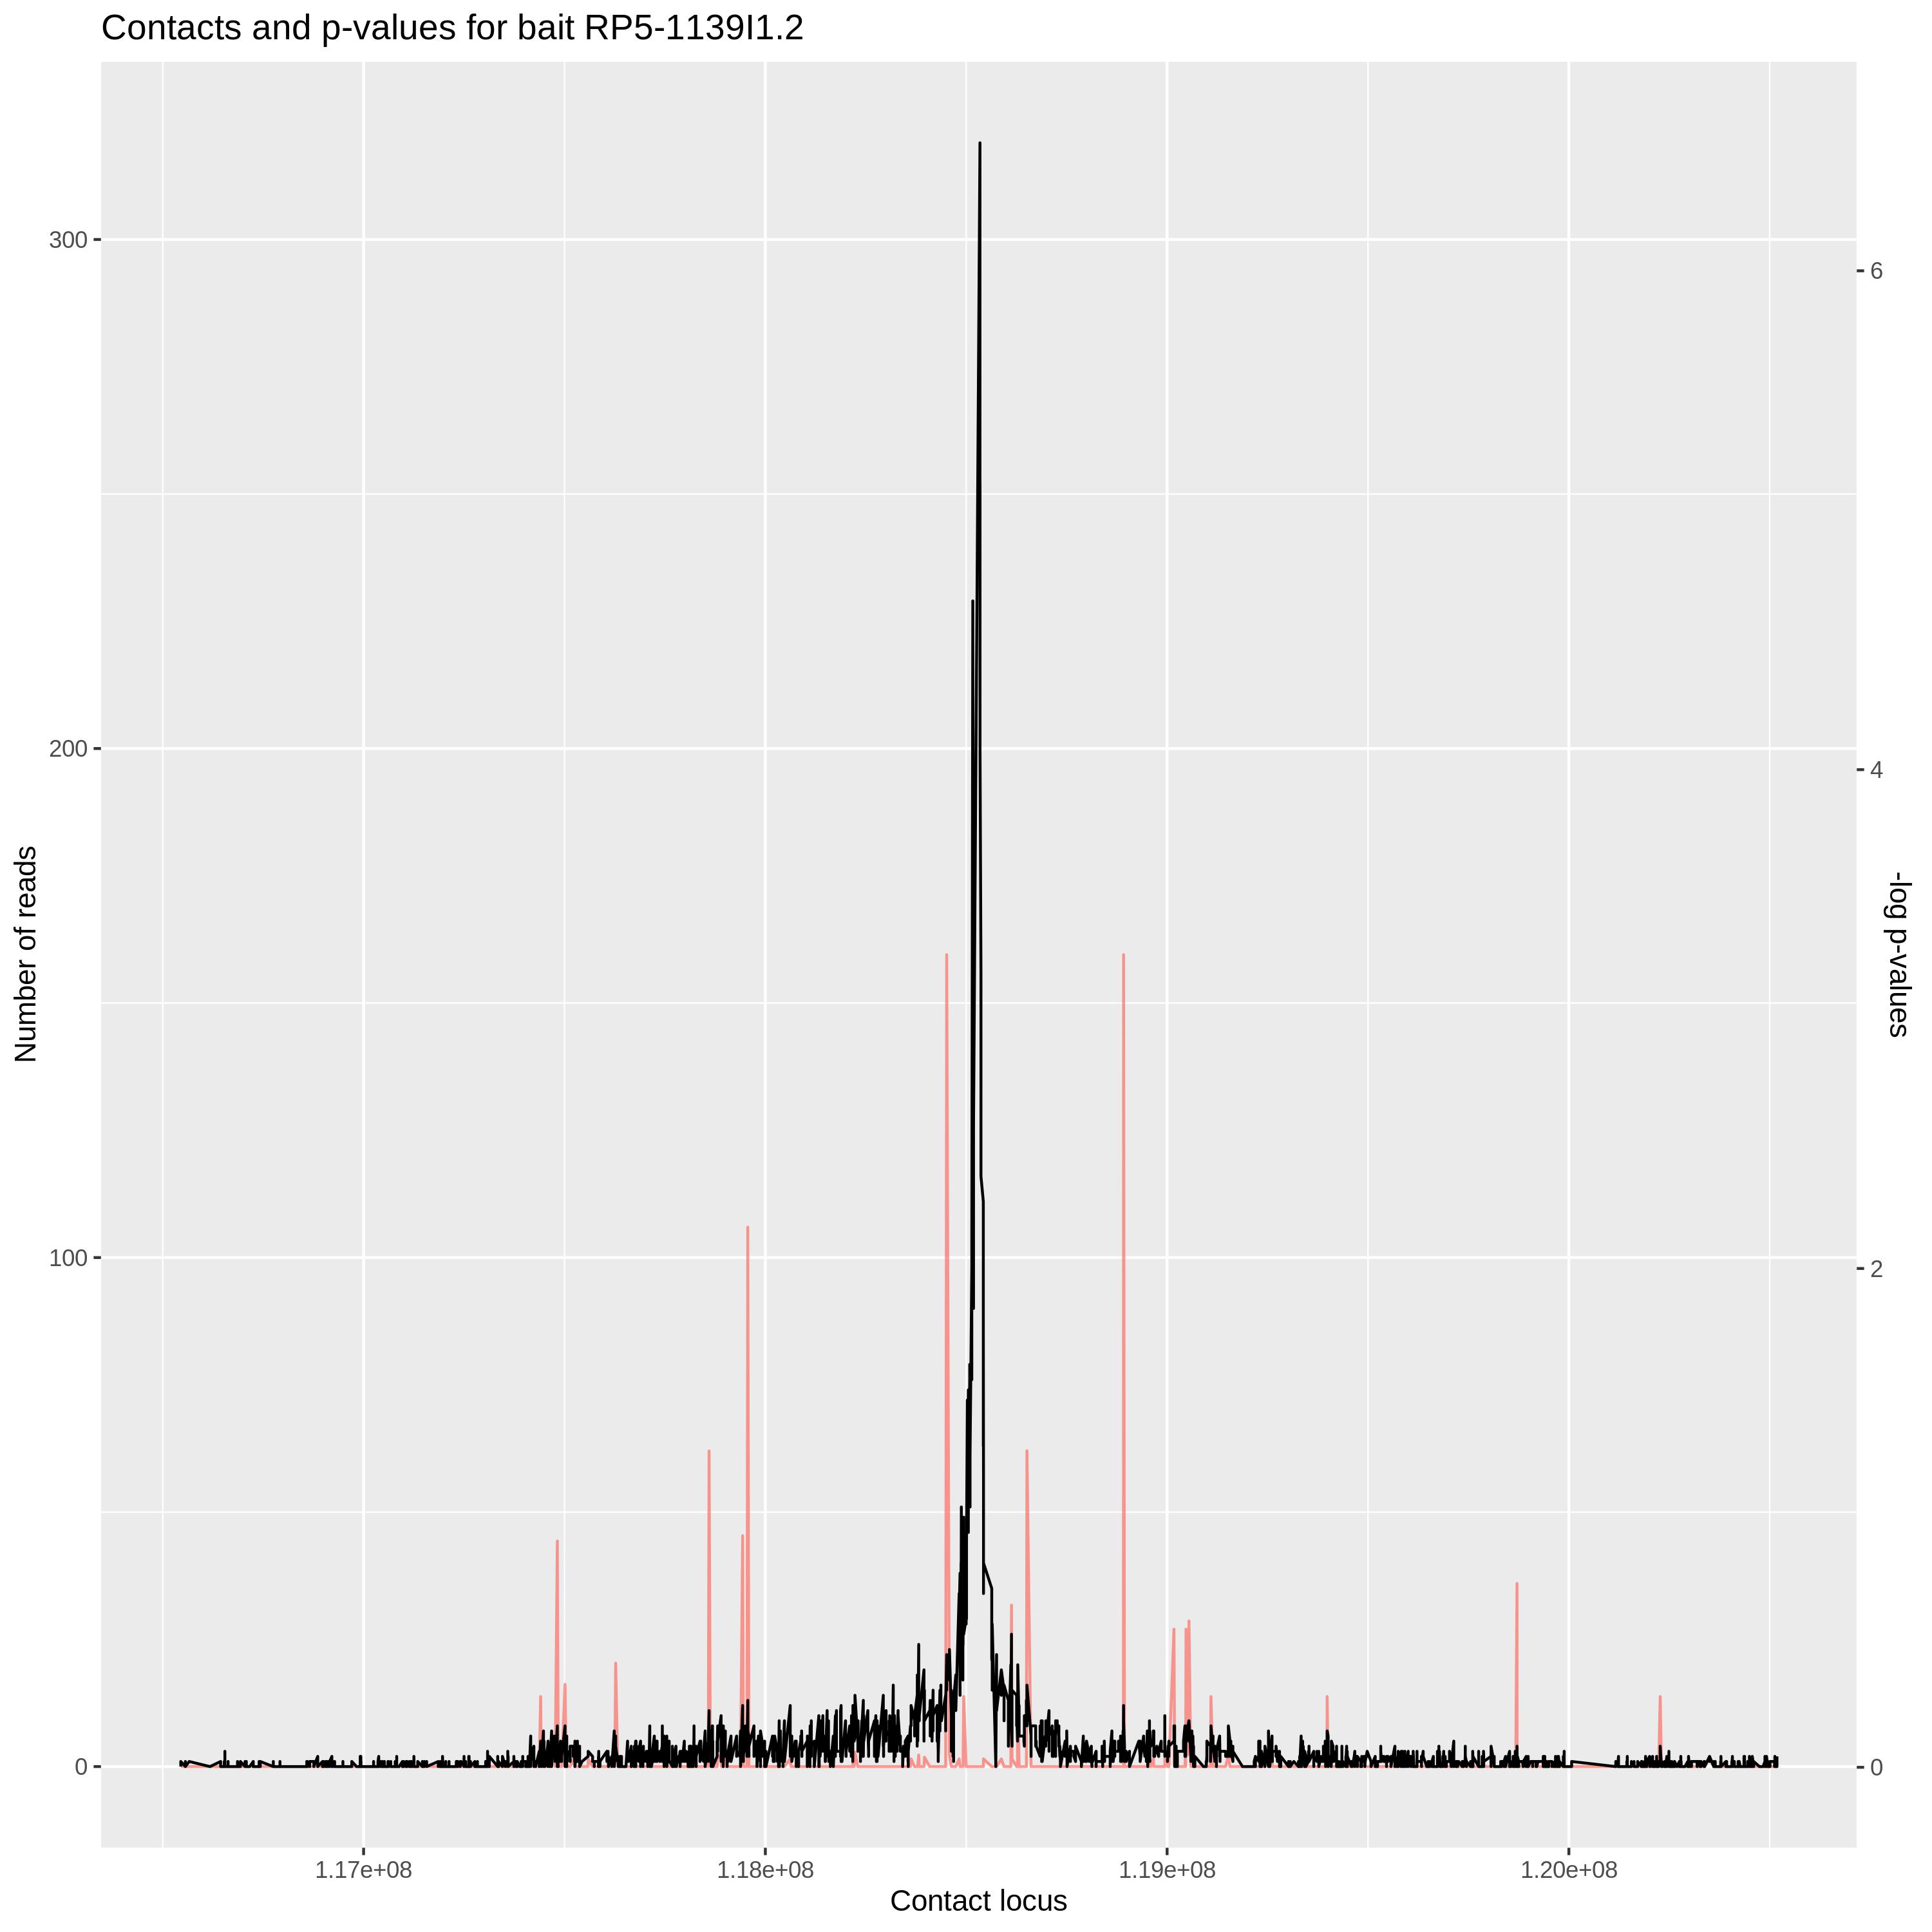 Contacts and p-values for bait RP5-1139I1.2
300
200
100
0
Number of reads
6
4
2
0
-log p-values
1.17e+08
1.18e+08
1.19e+08
1.20e+08
Contact locus